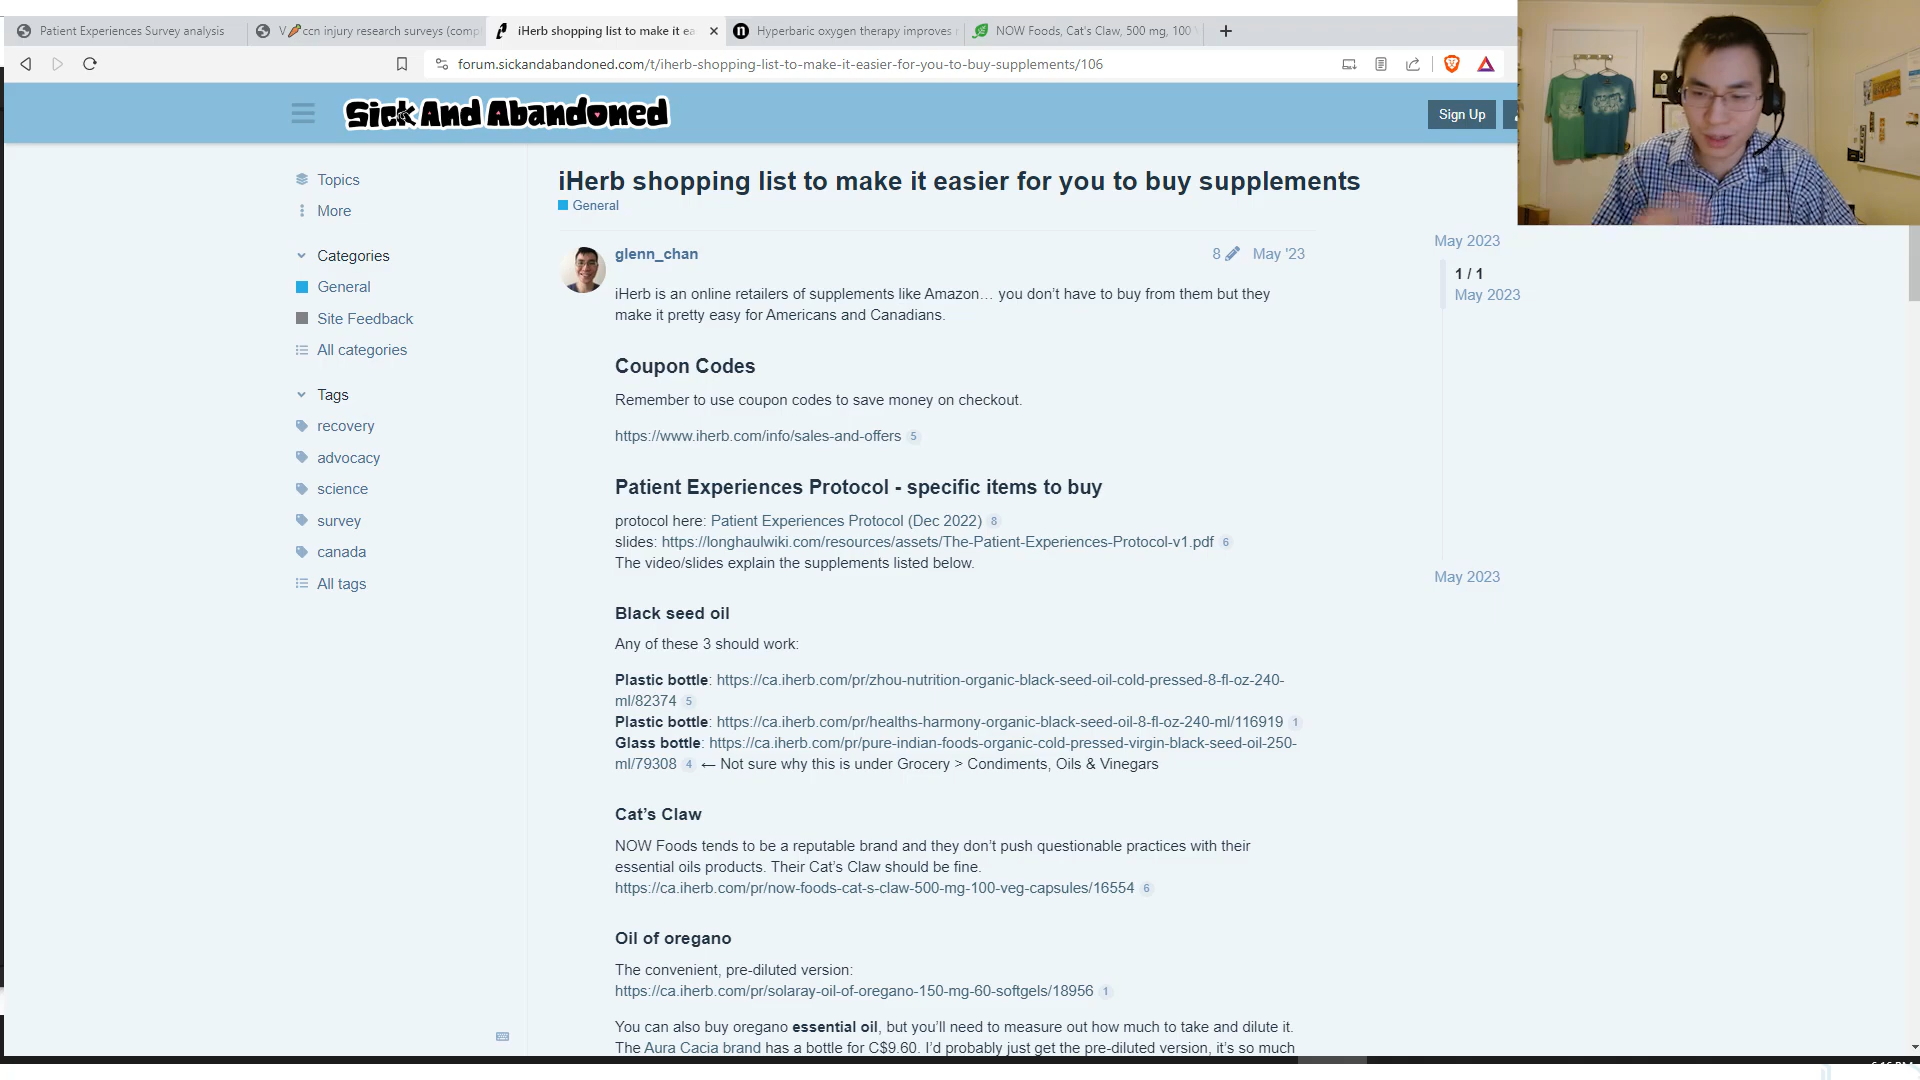 Patient Experiences Survey analysis
V🥕ccn injury research surveys (comp
iHerb shopping list to make it ea
Hyperbaric oxygen therapy improves
NOW Foods, Cat's Claw, 500 mg, 100
forum.sickandabandoned.com/t/iherb-shopping-list-to-make-it-easier-for-you-to-buy-supplements/106
Sick And Abandoned
Sign Up
Topics
More
Categories
General
Site Feedback
All categories
Tags
recovery
advocacy
science
survey
canada
All tags
iHerb shopping list to make it easier for you to buy supplements
General
glenn_chan
8
May '23
iHerb is an online retailers of supplements like Amazon… you don't have to buy from them but they
make it pretty easy for Americans and Canadians.
Coupon Codes
Remember to use coupon codes to save money on checkout.
https://www.iherb.com/info/sales-and-offers 5
Patient Experiences Protocol - specific items to buy
protocol here: Patient Experiences Protocol (Dec 2022) 8
slides: https://longhaulwiki.com/resources/assets/The-Patient-Experiences-Protocol-v1.pdf 6
The video/slides explain the supplements listed below.
Black seed oil
Any of these 3 should work:
Plastic bottle: https://ca.iherb.com/pr/zhou-nutrition-organic-black-seed-oil-cold-pressed-8-fl-oz-240-
ml/82374 5
Plastic bottle: https://ca.iherb.com/pr/healths-harmony-organic-black-seed-oil-8-fl-oz-240-ml/116919 1
Glass bottle: https://ca.iherb.com/pr/pure-indian-foods-organic-cold-pressed-virgin-black-seed-oil-250-
ml/79308 4 ← Not sure why this is under Grocery > Condiments, Oils & Vinegars
Cat's Claw
NOW Foods tends to be a reputable brand and they don't push questionable practices with their
essential oils products. Their Cat's Claw should be fine.
https://ca.iherb.com/pr/now-foods-cat-s-claw-500-mg-100-veg-capsules/16554 6
Oil of oregano
The convenient, pre-diluted version:
https://ca.iherb.com/pr/solaray-oil-of-oregano-150-mg-60-softgels/18956 1
You can also buy oregano essential oil, but you'll need to measure out how much to take and dilute it.
The Aura Cacia brand has a bottle for C$9.60. I'd probably just get the pre-diluted version, it's so much
May 2023
1 / 1
May 2023
May 2023